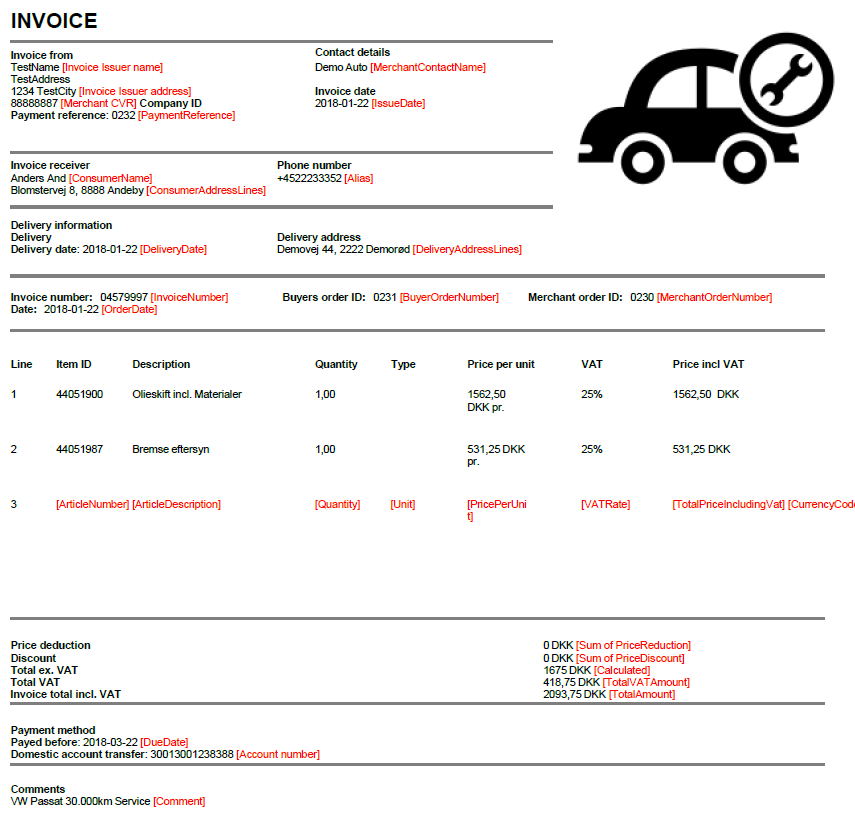 INVOICE
Invoice from
TestName [Invoice Issuer name]
TestAddress
1234 TestCity [Invoice Issuer address]
88888887 [Merchant CVR] Company ID
Payment reference: 0232 [PaymentReference]
Contact details
Demo Auto [MerchantContactName]
Invoice date
2018-01-22 [IssueDate]
Invoice receiver
Anders And [ConsumerName]
Blomstervej 8, 8888 Andeby [ConsumerAddressLines]
Phone number
+4522233352 [Alias]
Delivery information
Delivery
Delivery date: 2018-01-22 [DeliveryDate]
Delivery address
Demovej 44, 2222 Demorød [DeliveryAddressLines]
Invoice number: 04579997 [InvoiceNumber] Buyers order ID: 0231 [BuyerOrderNumber] Merchant order ID: 0230 [MerchantOrderNumber]
Date: 2018-01-22 [OrderDate]
Line Item ID Description Quantity Type Price per unit VAT Price incl VAT
1 44051900 Olieskift incl. Materialer 1,00 1562,50 25% 1562,50 DKK
DKK pr.
2 44051987 Bremse eftersyn 1,00 531,25 DKK 25% 531,25 DKK
pr.
3 [ArticleNumber] [ArticleDescription] [Quantity] [Unit] [PricePerUni [VATRate] [TotalPriceIncludingVat] [CurrencyCode
t]
Price deduction 0 DKK [Sum of PriceReduction]
Discount 0 DKK [Sum of PriceDiscount]
Total ex. VAT 1675 DKK [Calculated]
Total VAT 418,75 DKK [TotalVATAmount]
Invoice total incl. VAT 2093,75 DKK [TotalAmount]
Payment method
Payed before: 2018-03-22 [DueDate]
Domestic account transfer: 30013001238388 [Account number]
Comments
VW Passat 30.000km Service [Comment]